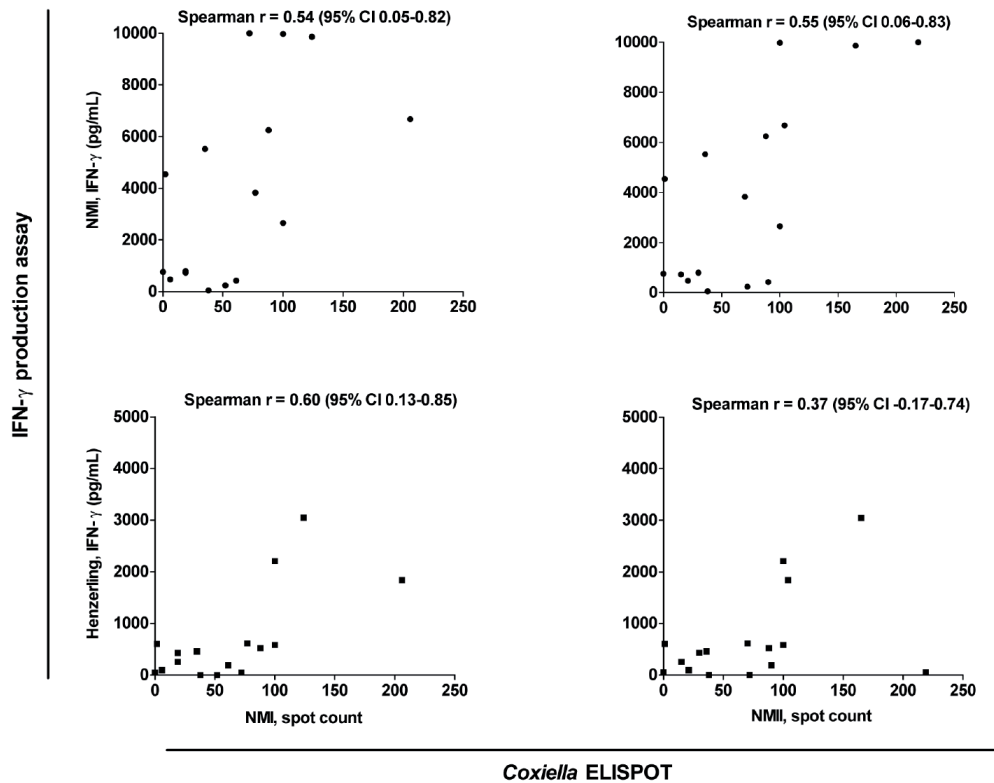 Spearman r = 0.54 (95% CI 0.05-0.82)
10000
8000
6000
4000
2000
0
0 50 100 150 200 250
NMI, IFN-γ (pg/mL)
Spearman r = 0.55 (95% CI 0.06-0.83)
10000
8000
6000
4000
2000
0
0 50 100 150 200 250
IFN-γ production assay
Spearman r = 0.60 (95% CI 0.13-0.85)
5000
4000
3000
2000
1000
0
0 50 100 150 200 250
Henzerling, IFN-γ (pg/mL)
NMI, spot count
Spearman r = 0.37 (95% CI -0.17-0.74)
5000
4000
3000
2000
1000
0
0 50 100 150 200 250
NMII, spot count
Coxiella ELISPOT